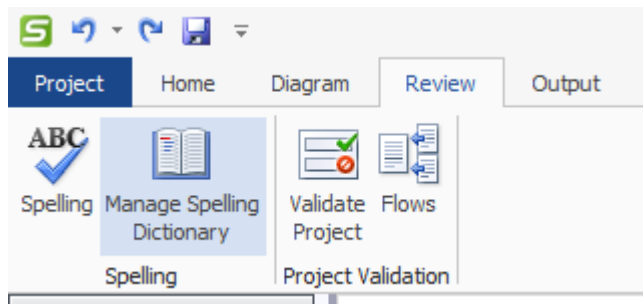 S
Project Home Diagram Review Output
ABC
Spelling Manage Spelling Dictionary Validate Project Flows
Spelling Project Validation